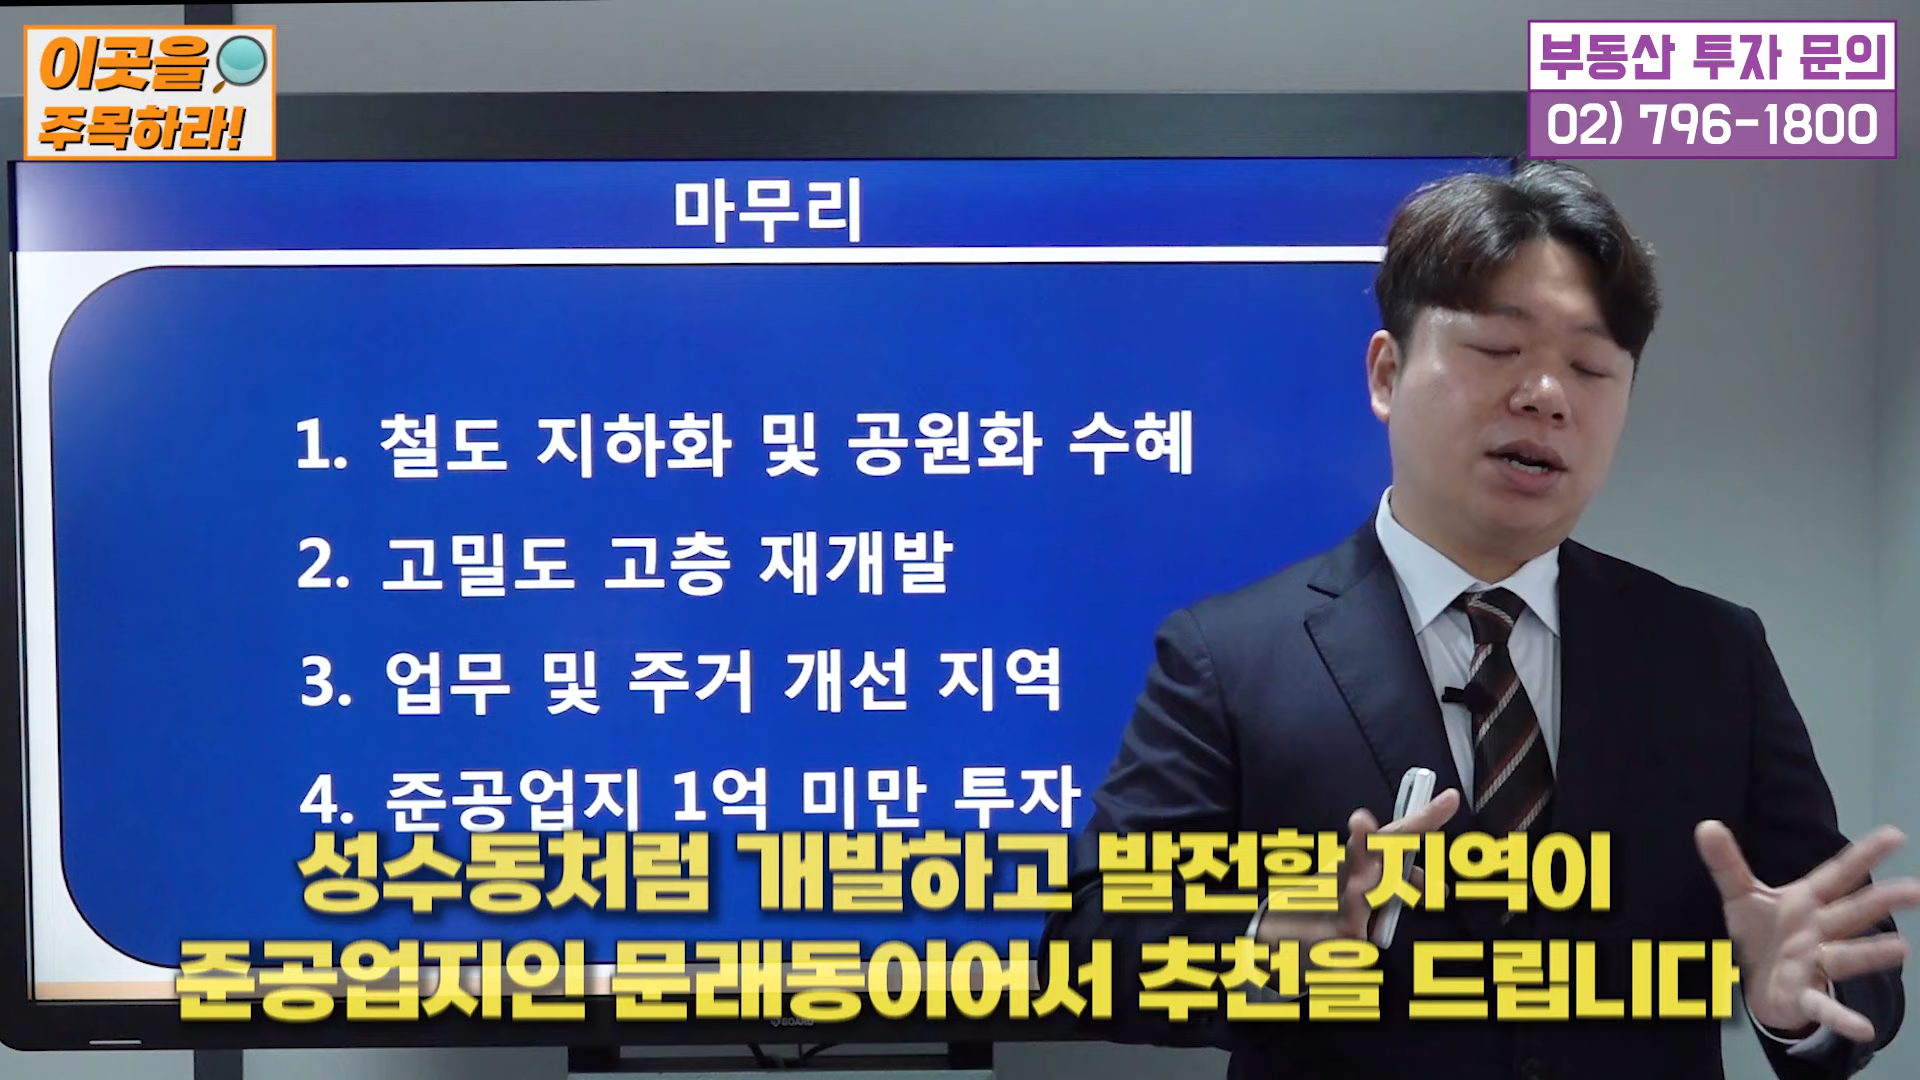 이곳을
주목하라!
부동산 투자 문의
02) 796-1800
마무리
1. 철도 지하화 및 공원화 수혜
2. 고밀도 고층 재개발
3. 업무 및 주거 개선 지역
4. 준공업지 1억 미만 투자
성수동처럼 개발하고 발전할 지역이
준공업지인 문래동이어서 추천을 드립니다